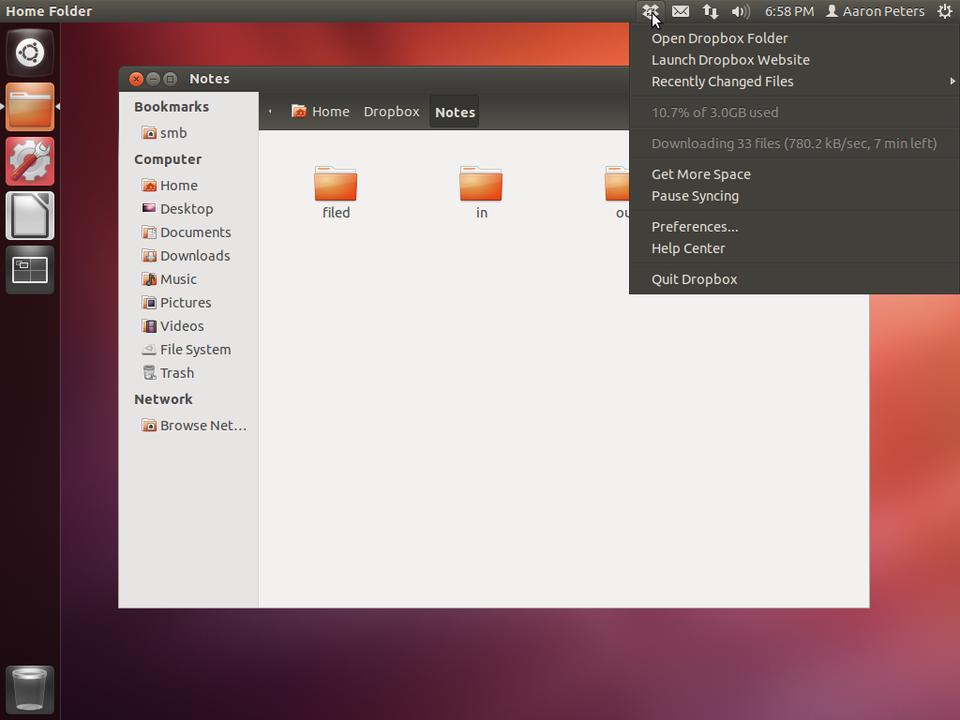 Home Folder
6:58 PM
Aaron Peters
Notes
Bookmarks
smb
Computer
Home
Desktop
Documents
Downloads
Music
Pictures
Videos
File System
Trash
Network
Browse Net...
Home
Dropbox
Notes
filed
in
Open Dropbox Folder
Launch Dropbox Website
Recently Changed Files
10.7% of 3.0GB used
Downloading 33 files (780.2 kB/sec, 7 min left)
Get More Space
Pause Syncing
Preferences...
Help Center
Quit Dropbox